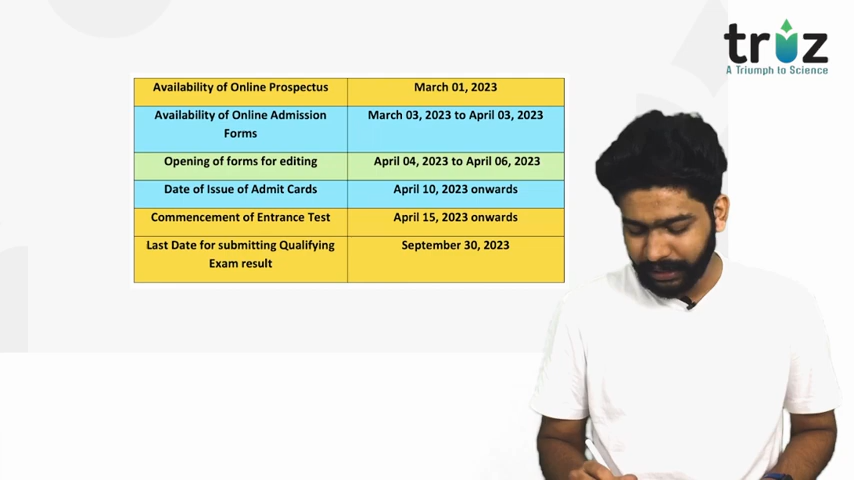 truz
A Triumph to Science
Availability of Online Prospectus
March 01, 2023
Availability of Online Admission
Forms
March 03, 2023 to April 03, 2023
Opening of forms for editing
April 04, 2023 to April 06, 2023
Date of Issue of Admit Cards
April 10, 2023 onwards
Commencement of Entrance Test
April 15, 2023 onwards
Last Date for submitting Qualifying
Exam result
September 30, 2023